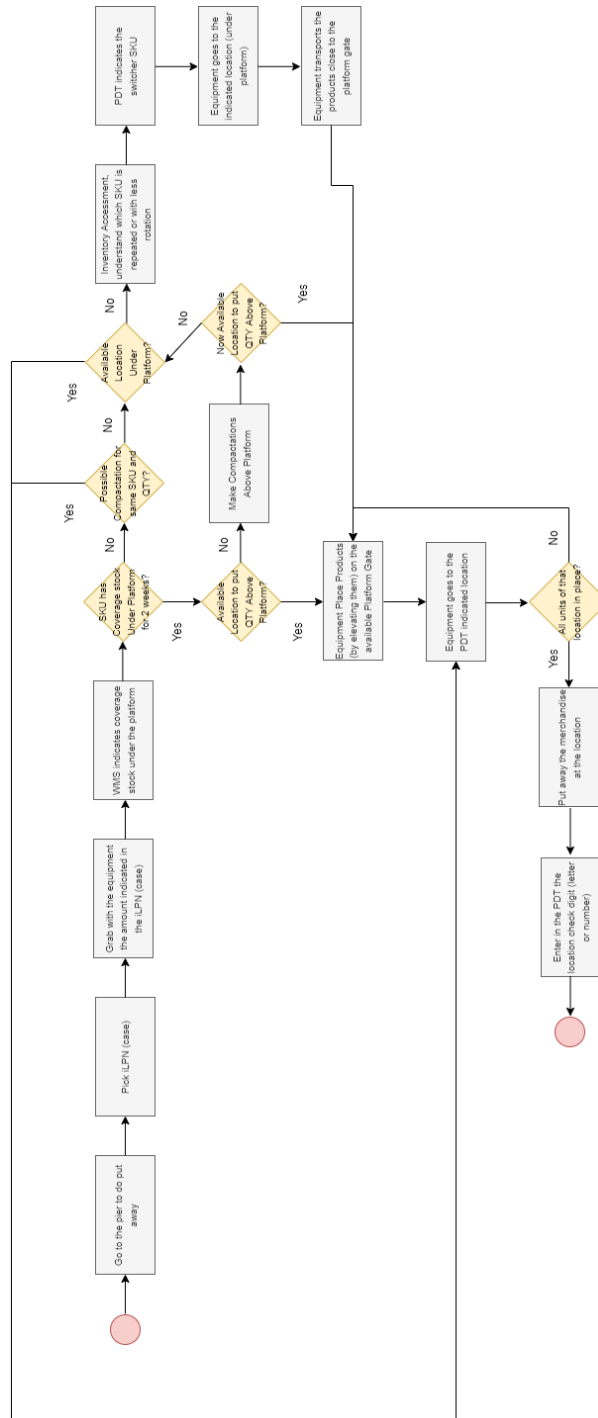 Go to the pier to do put
away
Pick iLPN (case)
Grab with the equipment
the amount indicated in
the iLPN (case)
WMS indicates coverage
stock under the platform
SKU has
Coverage stock
Under Platform
for 2 weeks?
No
Yes
Possible
Compactation for
same SKU and
QTY?
Yes
No
Available
Location
Under
Platform?
Yes
No
Inventory Accessment,
understand which SKU is
repeated or with less
rotation
PDT indicates the
switcher SKU
Equipment goes to the
indicated location (under
platform)
Equipment transports the
products close to the
platform gate
Available
Location to put
QTY Above
Platform?
No
Yes
Make Compactations
Above Platform
Now Available
Location to put
QTY Above
Platform?
No
Yes
Equipment Place Products
(by elevating them) on the
available Platform Gate
Equipment goes to the
PDT indicated location
All units of that
location in place?
No
Yes
Put away the merchandise
at the location
Enter in the PDT the
location check digit (letter
or number)